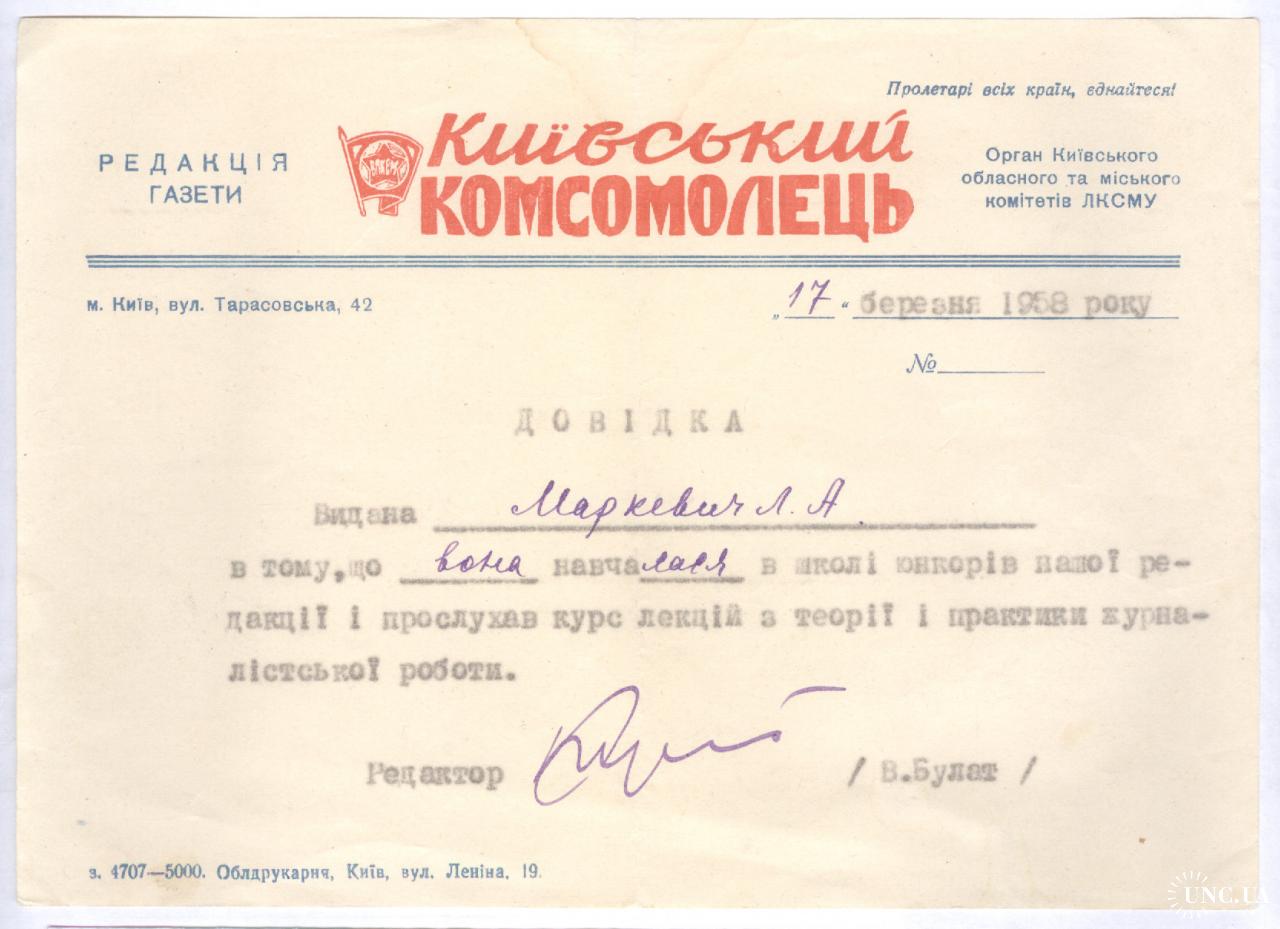 Пролетарі всіх країн, єднайтеся!
РЕДАКЦІЯ
ГАЗЕТИ
ВЛКСМ
Київський
КОМСОМОЛЕЦЬ
Орган Київського
обласного та міського
комітетів ЛКСМУ
м. Київ, вул. Тарасовська, 42
„17“ березня 1958 року
№
ДОВІДКА
Видана Маркевич Л. А.
в тому,що вона навчалася в школі юнкорів нашої ре-
дакції і прослухав курс лекцій з теорії і практики журна-
лістської роботи.
Редактор / В.Булат /
з. 4707—5000. Облдрукарня, Київ, вул. Леніна, 19.
UNC.UA